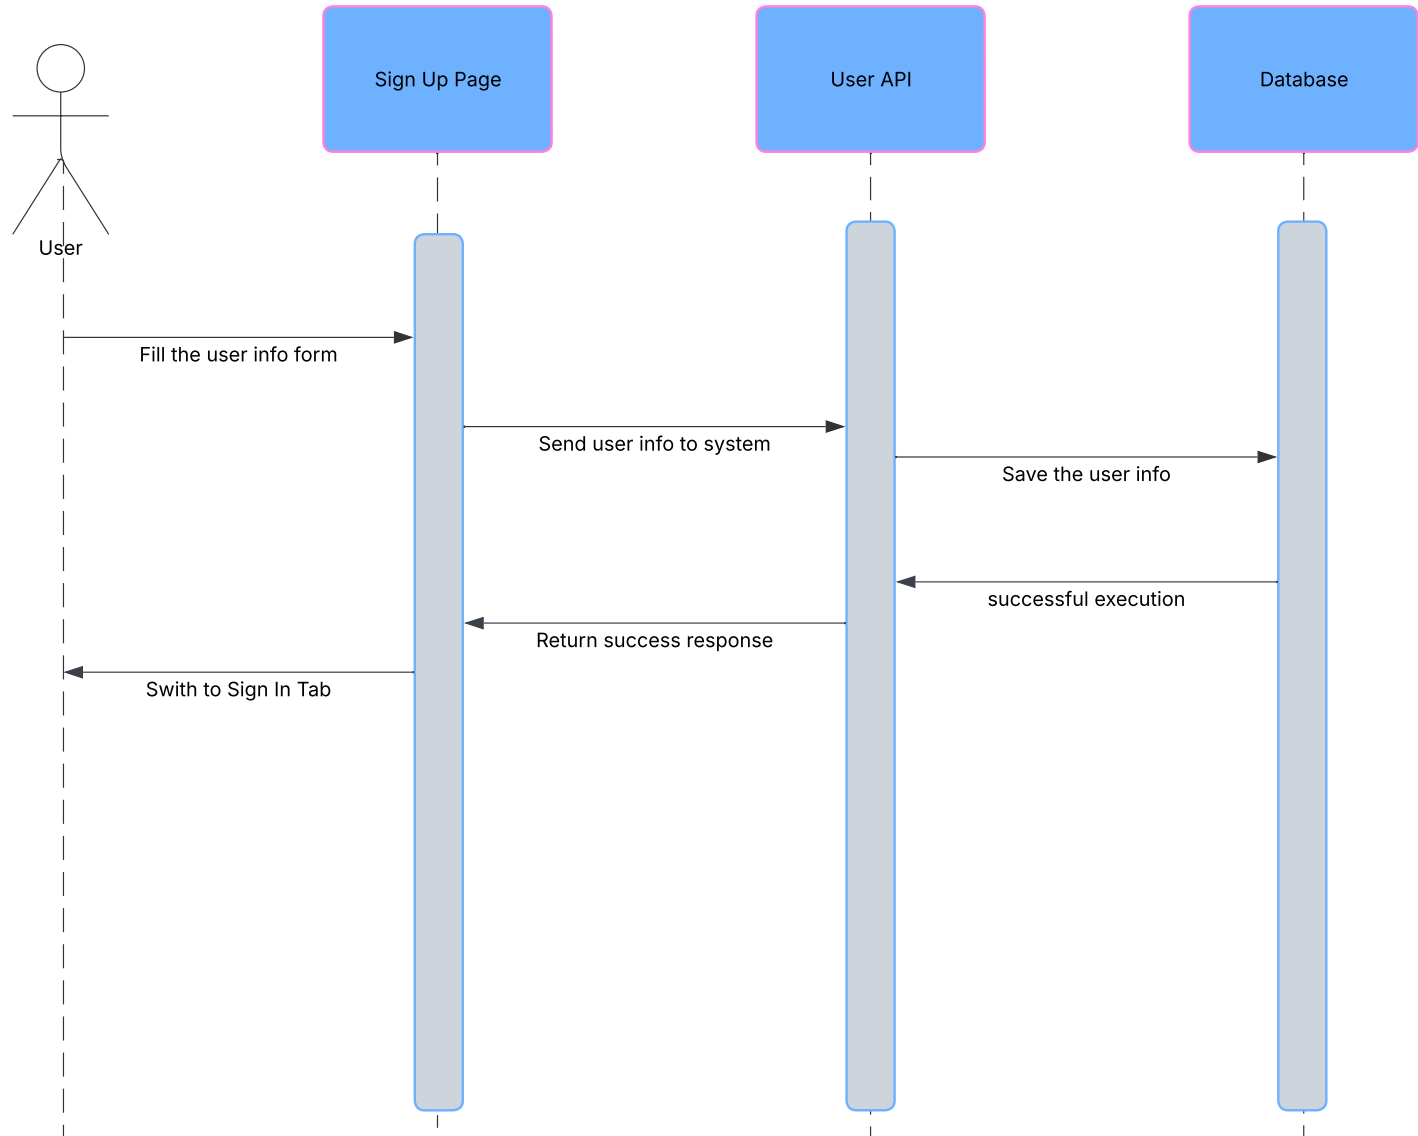 Sign Up Page
User API
Database
User
Fill the user info form
Send user info to system
Save the user info
successful execution
Return success response
Swith to Sign In Tab